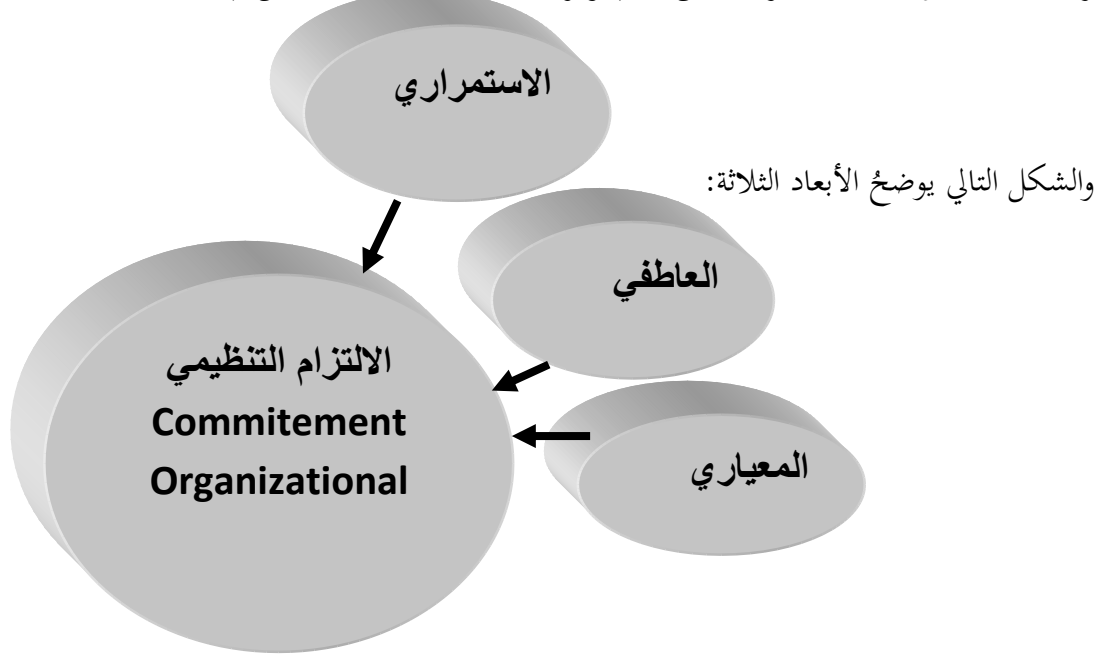 الاستمراري
والشكل التالي يوضحُ الأبعاد الثلاثة:
العاطفي
الالتزام التنظيمي
Commitement
Organizational
المعياري